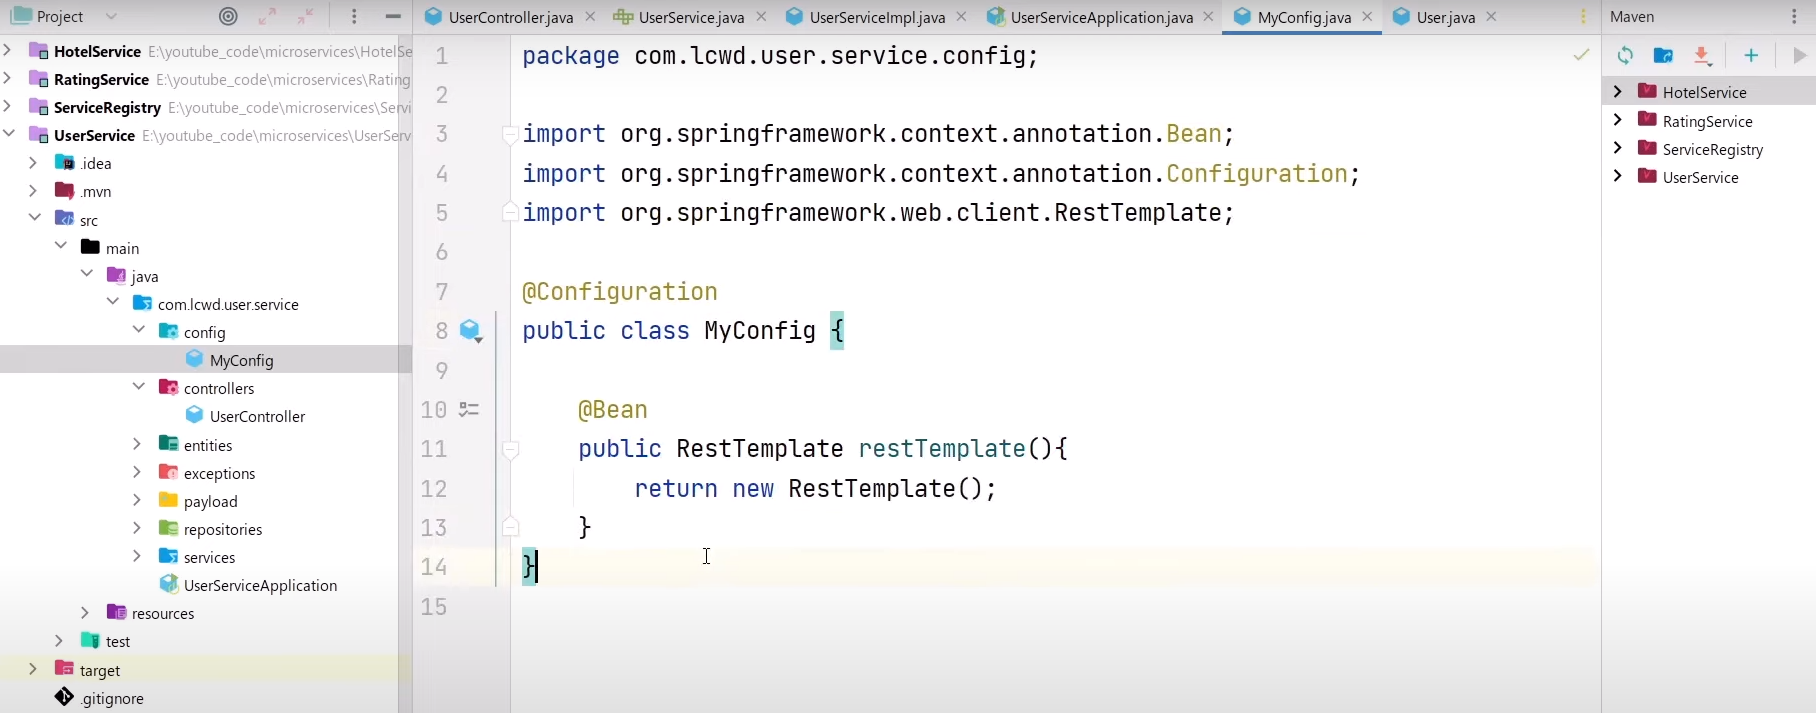 Project
HotelService E:\youtube_code\microservices\HotelSe
RatingService E:\youtube_code\microservices\Rating
ServiceRegistry E:\youtube_code\microservices\Servi
UserService E:\youtube_code\microservices\UserServ
.idea
.mvn
src
main
java
com.lcwd.user.service
config
MyConfig
controllers
UserController
entities
exceptions
payload
repositories
services
UserServiceApplication
resources
test
target
.gitignore
UserController.java UserService.java UserServiceImpl.java UserServiceApplication.java MyConfig.java User.java
1 package com.lcwd.user.service.config;
2
3 import org.springframework.context.annotation.Bean;
4 import org.springframework.context.annotation.Configuration;
5 import org.springframework.web.client.RestTemplate;
6
7 @Configuration
8 public class MyConfig {
9
10 @Bean
11 public RestTemplate restTemplate(){
12 return new RestTemplate();
13 }
14 }
15
Maven
HotelService
RatingService
ServiceRegistry
UserService